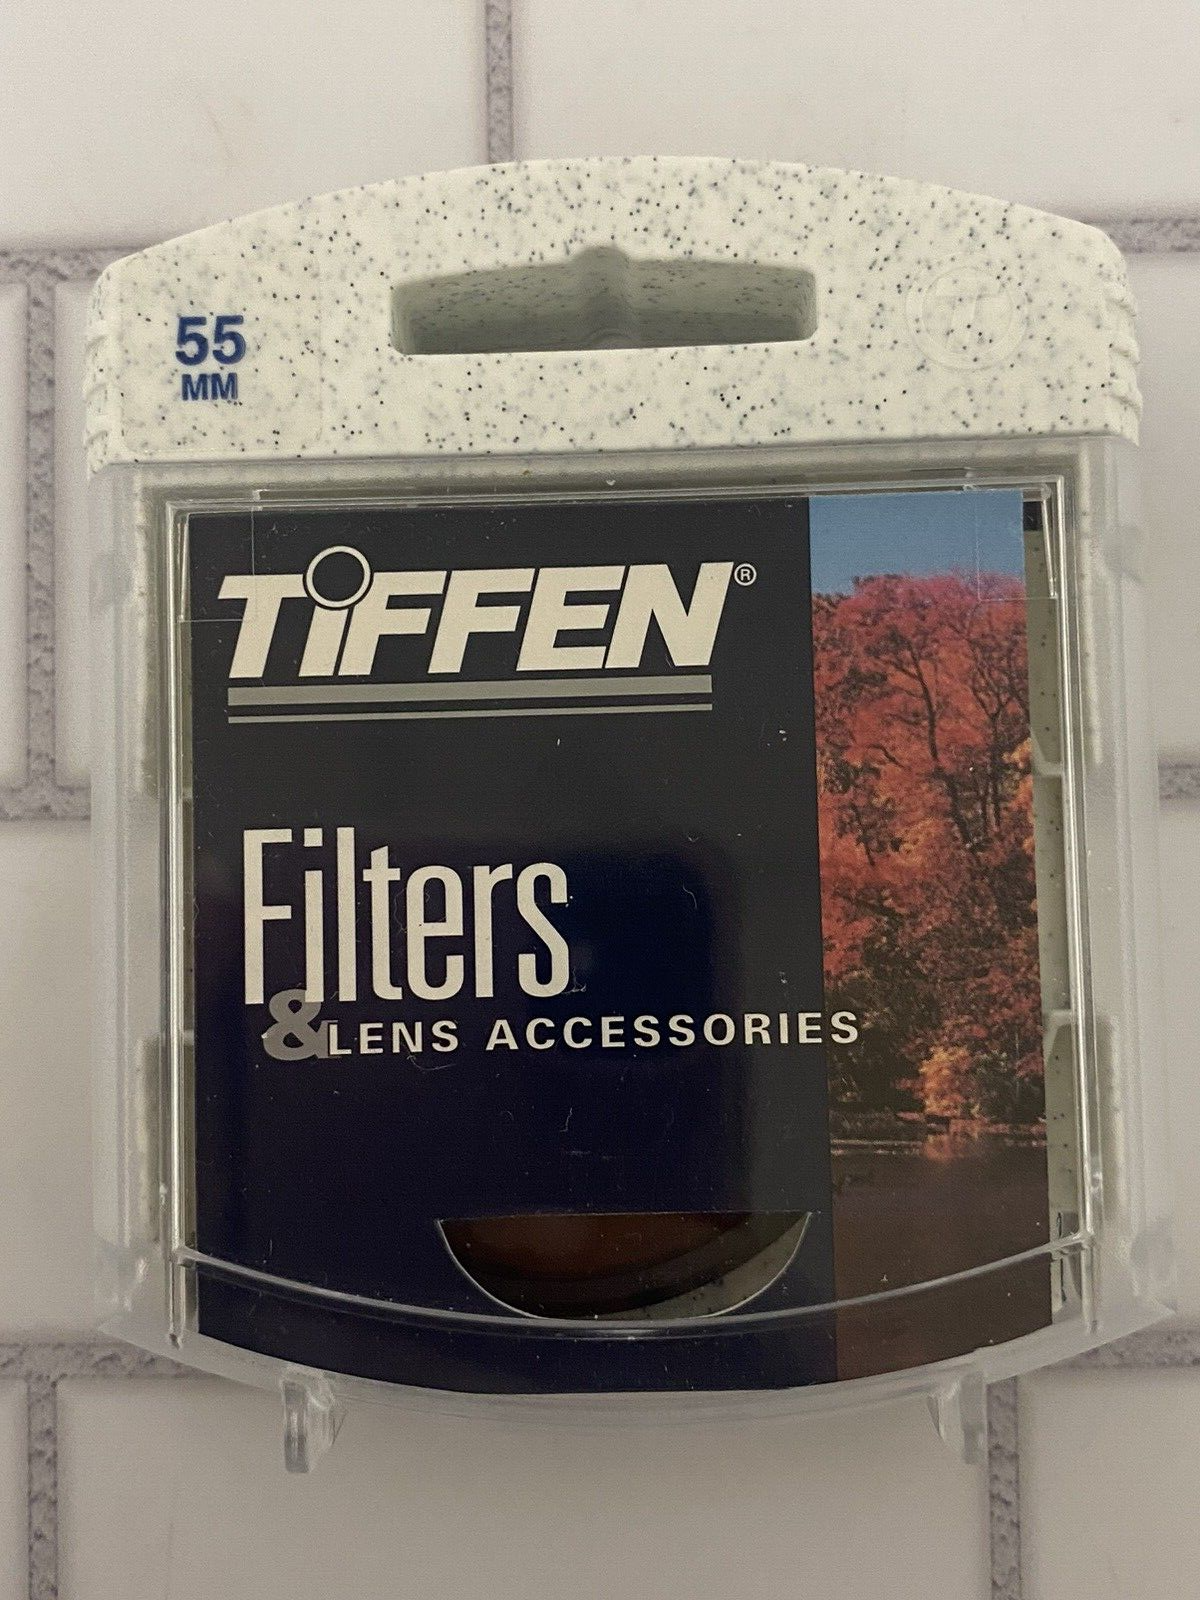 55
MM
TiFFEN®
Filters
& LENS ACCESSORIES